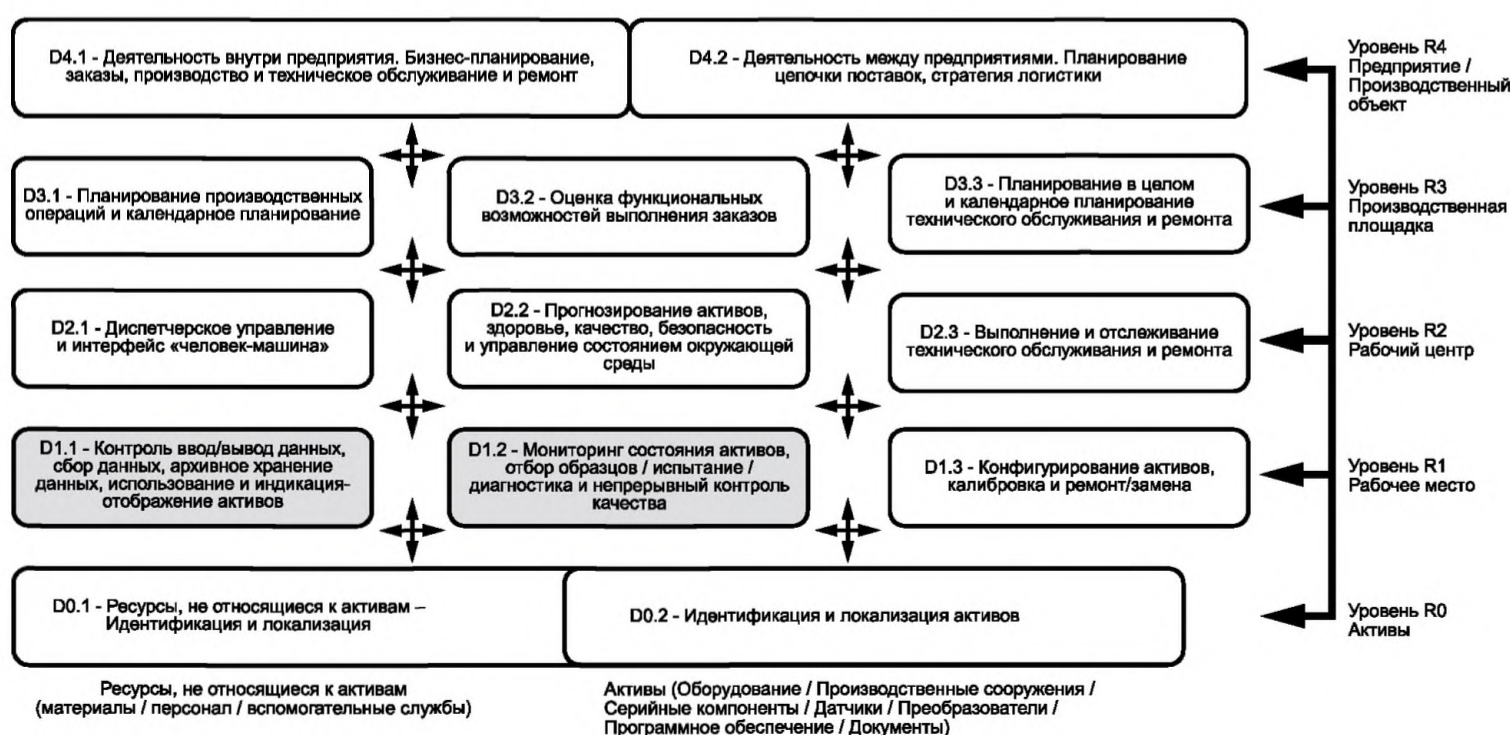 D4.1 - Деятельность внутри предприятия. Бизнес-планирование,
заказы, производство и техническое обслуживание и ремонт
D4.2 - Деятельность между предприятиями. Планирование
цепочки поставок, стратегия логистики
Уровень R4
Предприятие /
Производственный
объект
D3.1 - Планирование производственных
операций и календарное планирование
D3.2 - Оценка функциональных
возможностей выполнения заказов
D3.3 - Планирование в целом
и календарное планирование
технического обслуживания и ремонта
Уровень R3
Производственная
площадка
D2.1 - Диспетчерское управление
и интерфейс «человек-машина»
D2.2 - Прогнозирование активов,
здоровье, качество, безопасность
и управление состоянием окружающей
среды
D2.3 - Выполнение и отслеживание
технического обслуживания и ремонта
Уровень R2
Рабочий центр
D1.1 - Контроль ввод/вывод данных,
сбор данных, архивное хранение
данных, использование и индикация-
отображение активов
D1.2 - Мониторинг состояния активов,
отбор образцов / испытание /
диагностика и непрерывный контроль
качества
D1.3 - Конфигурирование активов,
калибровка и ремонт/замена
Уровень R1
Рабочее место
D0.1 - Ресурсы, не относящиеся к активам –
Идентификация и локализация
D0.2 - Идентификация и локализация активов
Уровень R0
Активы
Ресурсы, не относящиеся к активам
(материалы / персонал / вспомогательные службы)
Активы (Оборудование / Производственные сооружения /
Серийные компоненты / Датчики / Преобразователи /
Программное обеспечение / Документы)